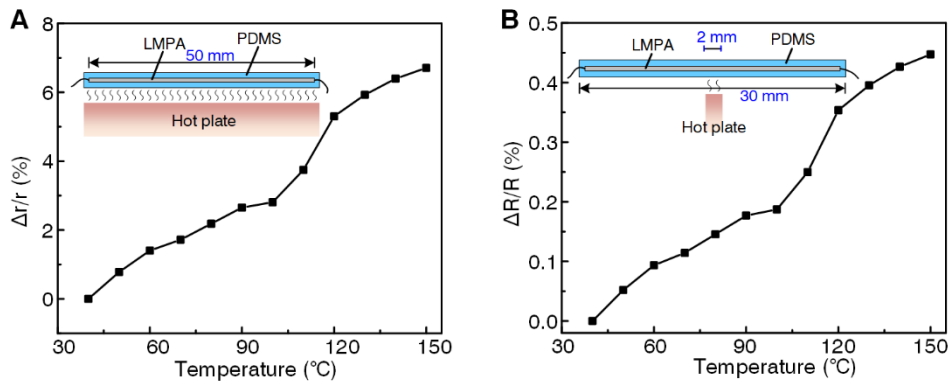 A
Δr/r (%)
8
6
4
2
0
30
60
90
120
150
Temperature (°C)
LMPA
PDMS
50 mm
Hot plate
B
ΔR/R (%)
0.5
0.4
0.3
0.2
0.1
0.0
30
60
90
120
150
Temperature (°C)
2 mm
LMPA
PDMS
30 mm
Hot plate